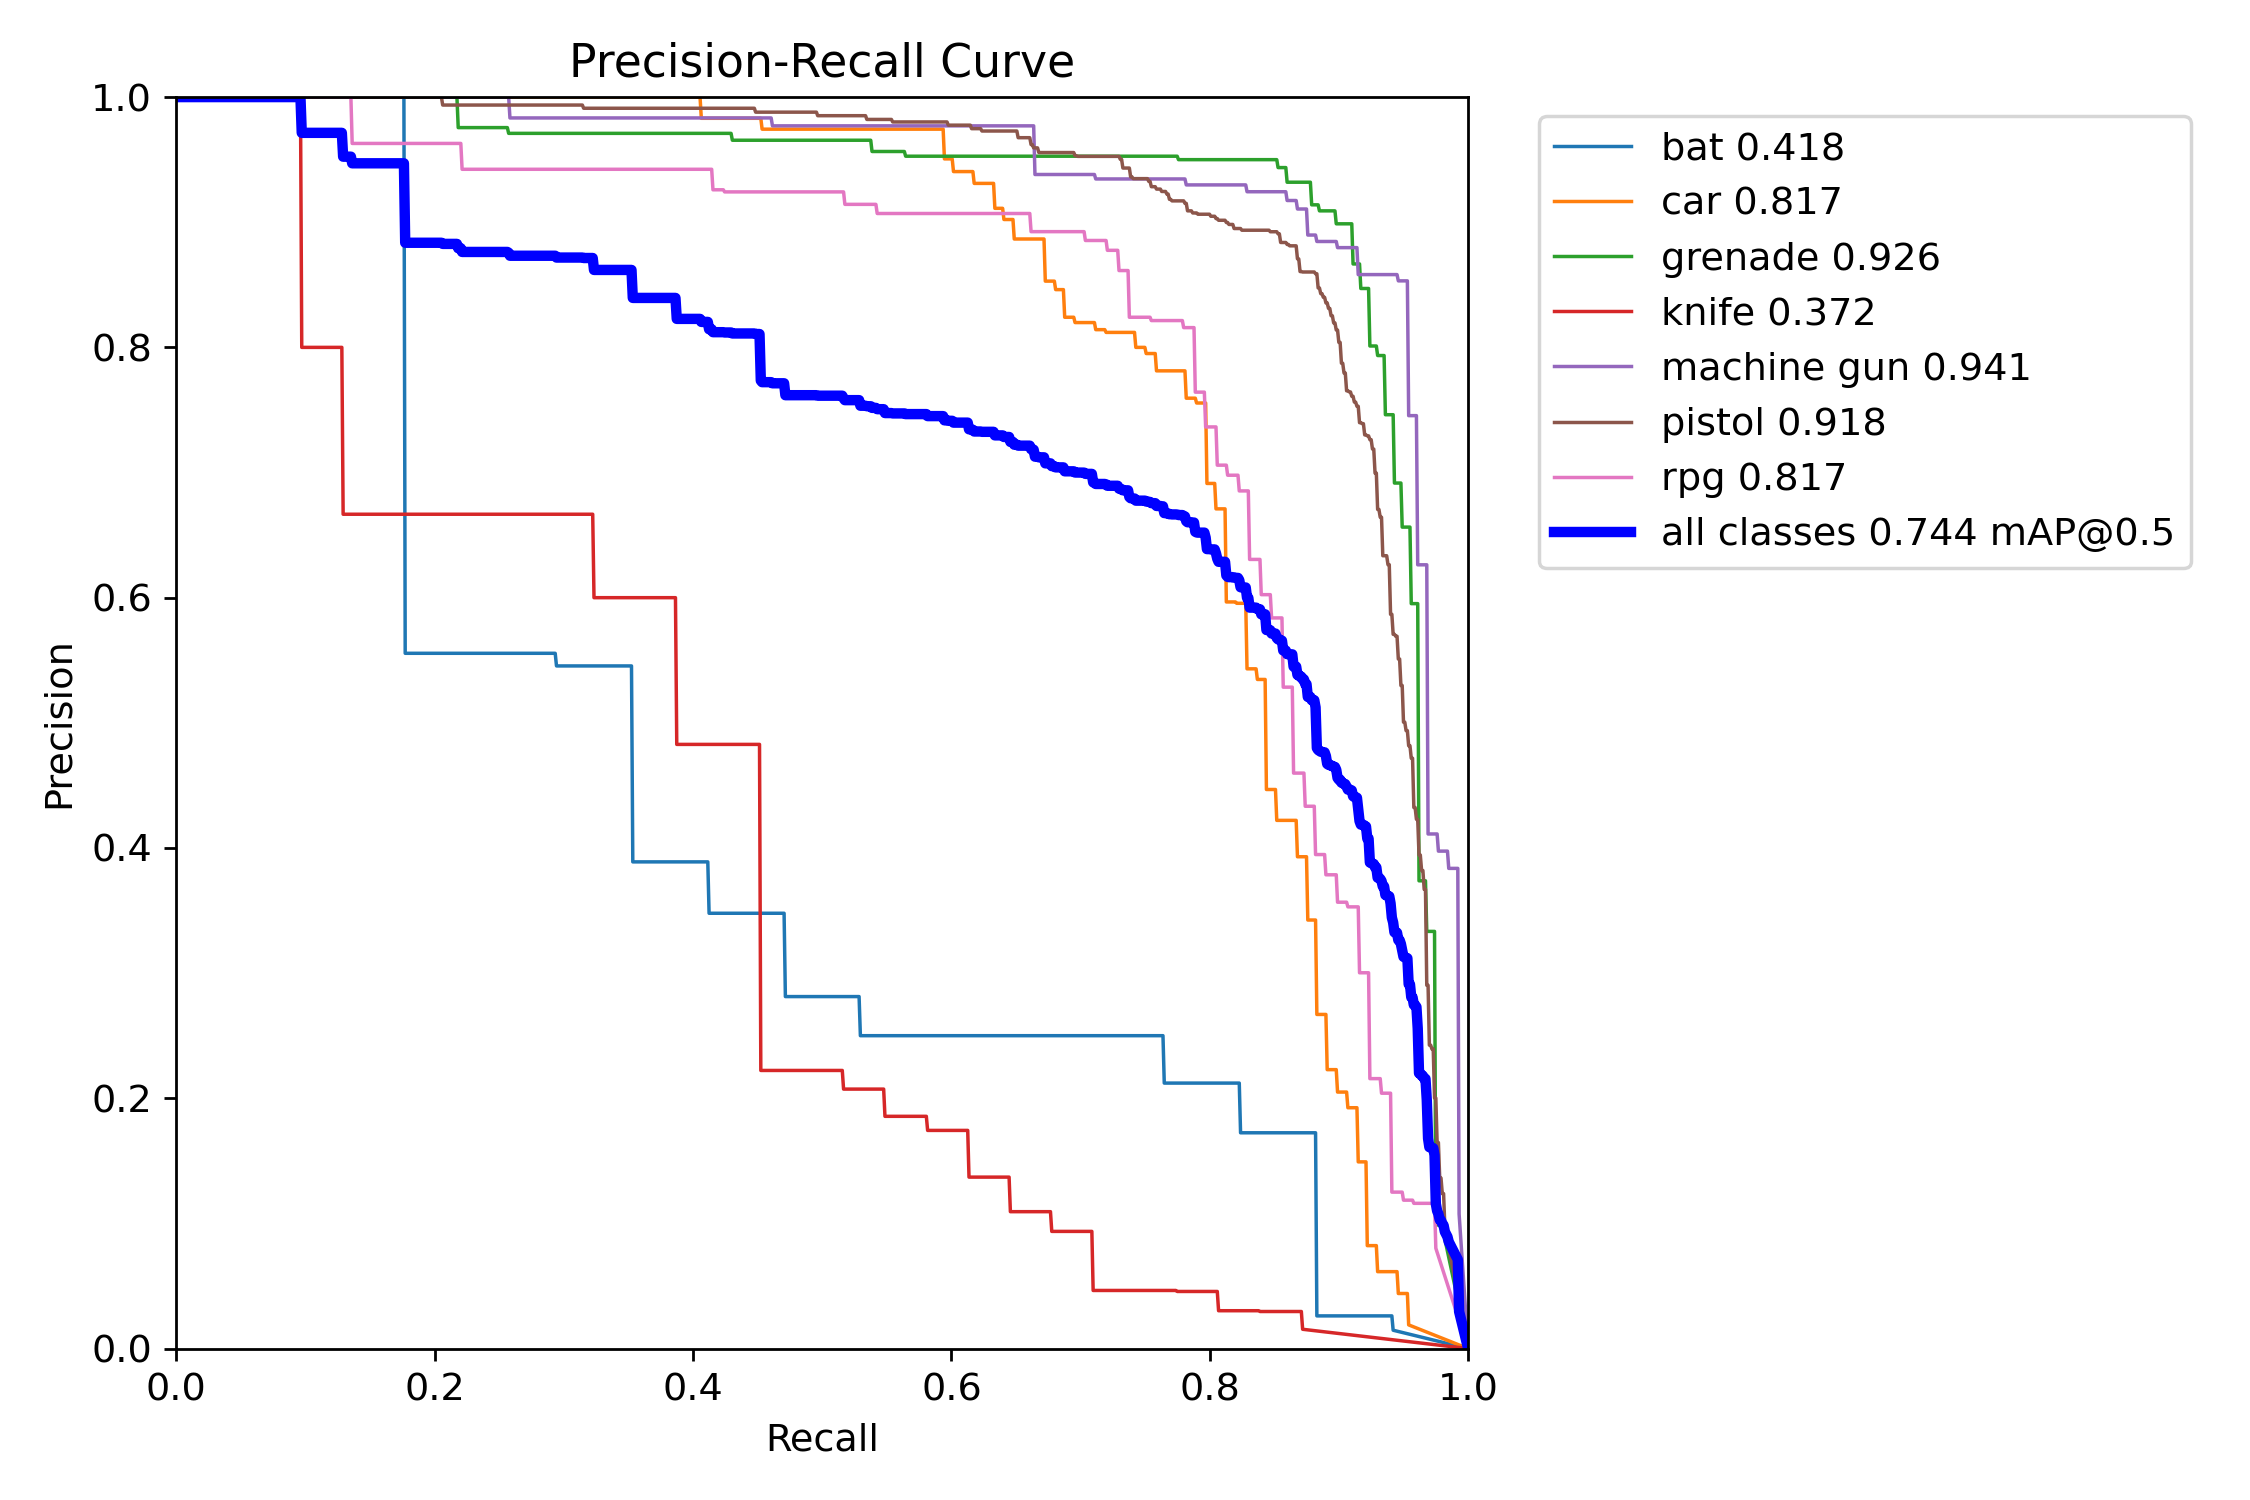 Precision-Recall Curve
1.0
0.8
0.6
0.4
0.2
0.0
Precision
0.0 0.2 0.4 0.6 0.8 1.0
Recall
bat 0.418
car 0.817
grenade 0.926
knife 0.372
machine gun 0.941
pistol 0.918
rpg 0.817
all classes 0.744 mAP@0.5